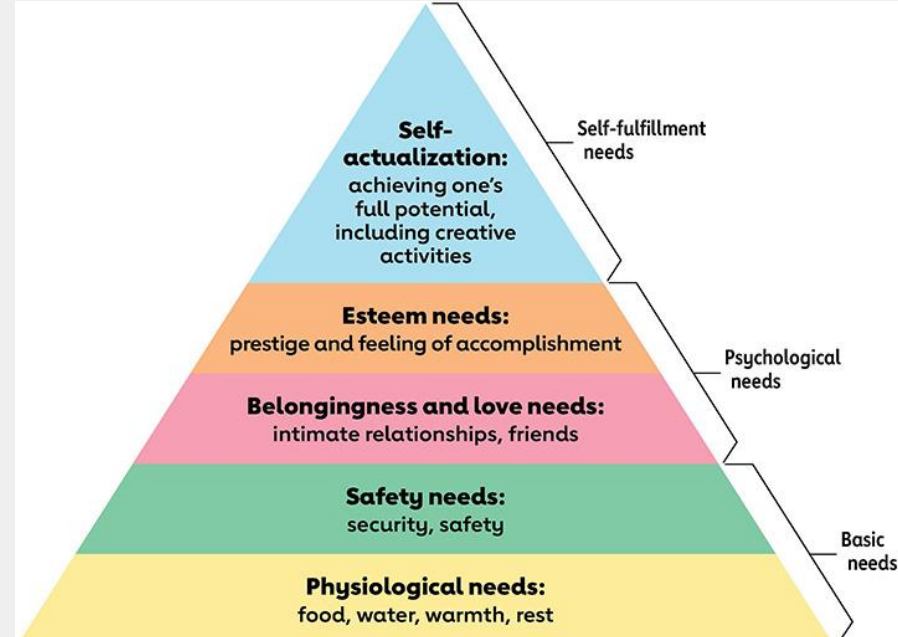 Self-
actualization:
achieving one's
full potential,
including creative
activities
Self-fulfillment
needs
Esteem needs:
prestige and feeling of accomplishment
Psychological
needs
Belongingness and love needs:
intimate relationships, friends
Safety needs:
security, safety
Basic
needs
Physiological needs:
food, water, warmth, rest